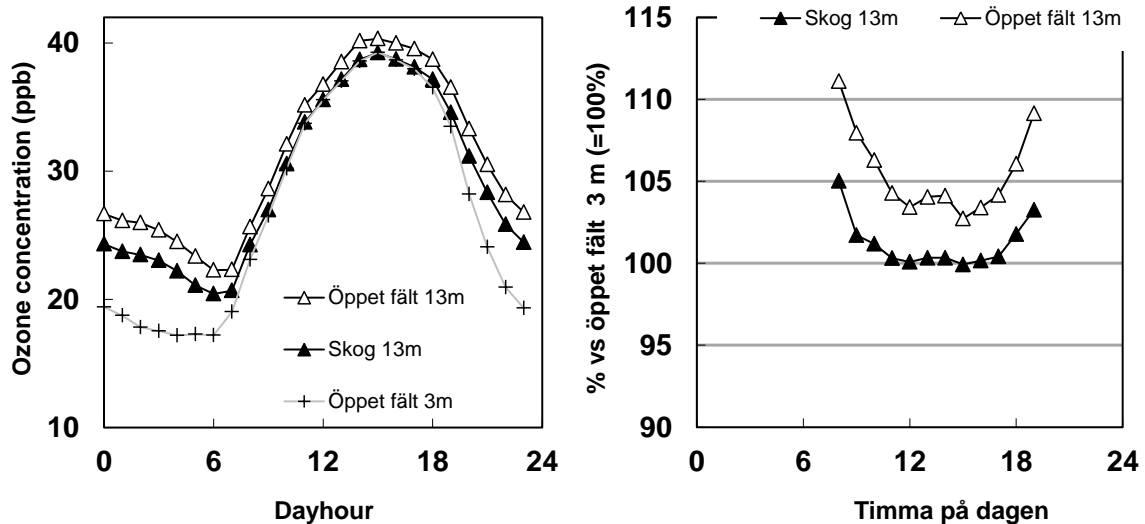 Ozone concentration (ppb)
40
30
20
10
0
6
12
18
24
Dayhour
Öppet fält 13m
Skog 13m
Öppet fält 3m
% vs öppet fält 3 m (=100%)
115
110
105
100
95
90
0
6
12
18
24
Timma på dagen
Skog 13m
Öppet fält 13m